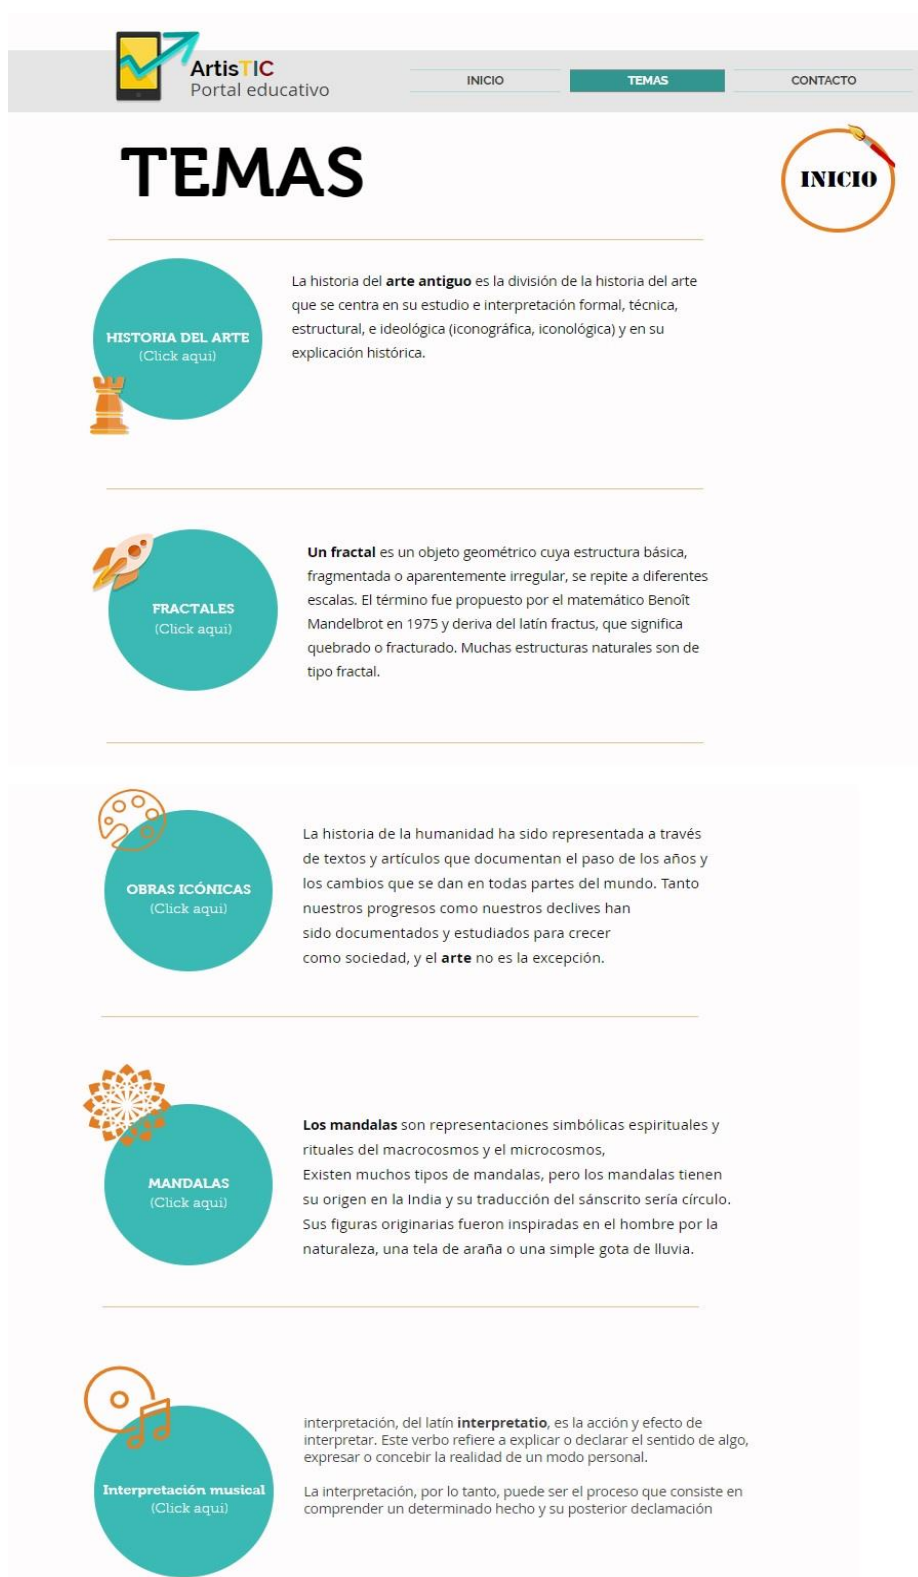 ArtisTIC
Portal educativo
INICIO
TEMAS
CONTACTO
TEMAS
INICIO
HISTORIA DEL ARTE
(Click aqui)
La historia del arte antiguo es la división de la historia del arte
que se centra en su estudio e interpretación formal, técnica,
estructural, e ideológica (iconográfica, iconológica) y en su
explicación histórica.
FRACTALES
(Click aqui)
Un fractal es un objeto geométrico cuya estructura básica,
fragmentada o aparentemente irregular, se repite a diferentes
escalas. El término fue propuesto por el matemático Benoît
Mandelbrot en 1975 y deriva del latín fractus, que significa
quebrado o fracturado. Muchas estructuras naturales son de
tipo fractal.
OBRAS ICÓNICAS
(Click aqui)
La historia de la humanidad ha sido representada a través
de textos y artículos que documentan el paso de los años y
los cambios que se dan en todas partes del mundo. Tanto
nuestros progresos como nuestros declives han
sido documentados y estudiados para crecer
como sociedad, y el arte no es la excepción.
MANDALAS
(Click aqui)
Los mandalas son representaciones simbólicas espirituales y
rituales del macrocosmos y el microcosmos,
Existen muchos tipos de mandalas, pero los mandalas tienen
su origen en la India y su traducción del sánscrito sería círculo.
Sus figuras originarias fueron inspiradas en el hombre por la
naturaleza, una tela de araña o una simple gota de lluvia.
Interpretación musical
(Click aqui)
interpretación, del latín interpretatio, es la acción y efecto de
interpretar. Este verbo refiere a explicar o declarar el sentido de algo,
expresar o concebir la realidad de un modo personal.
La interpretación, por lo tanto, puede ser el proceso que consiste en
comprender un determinado hecho y su posterior declamación